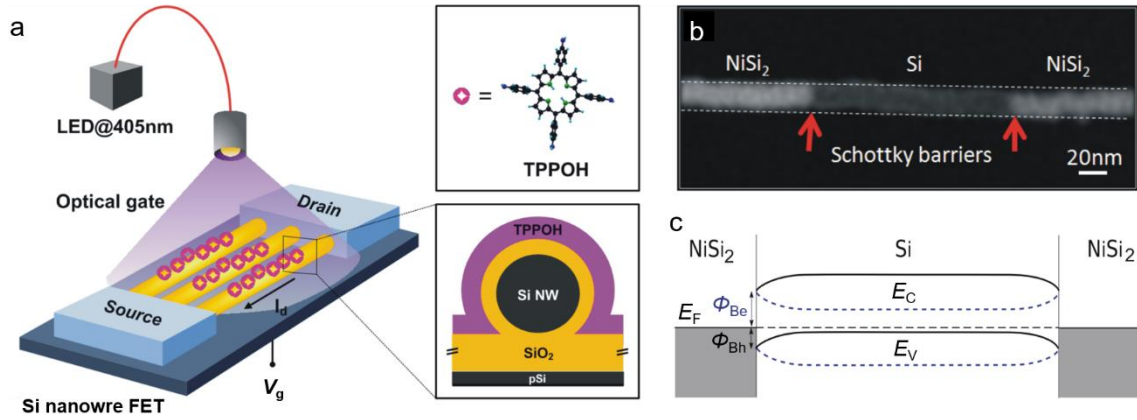 a
LED@405nm
Optical gate
Drain
Source
I_d
V_g
Si nanowre FET
=
TPPOH
TPPOH
Si NW
SiO₂
pSi
b
NiSi₂
Si
NiSi₂
Schottky barriers
20nm
c
NiSi₂
Si
NiSi₂
E_C
Φ_Be
E_F
Φ_Bh
E_V